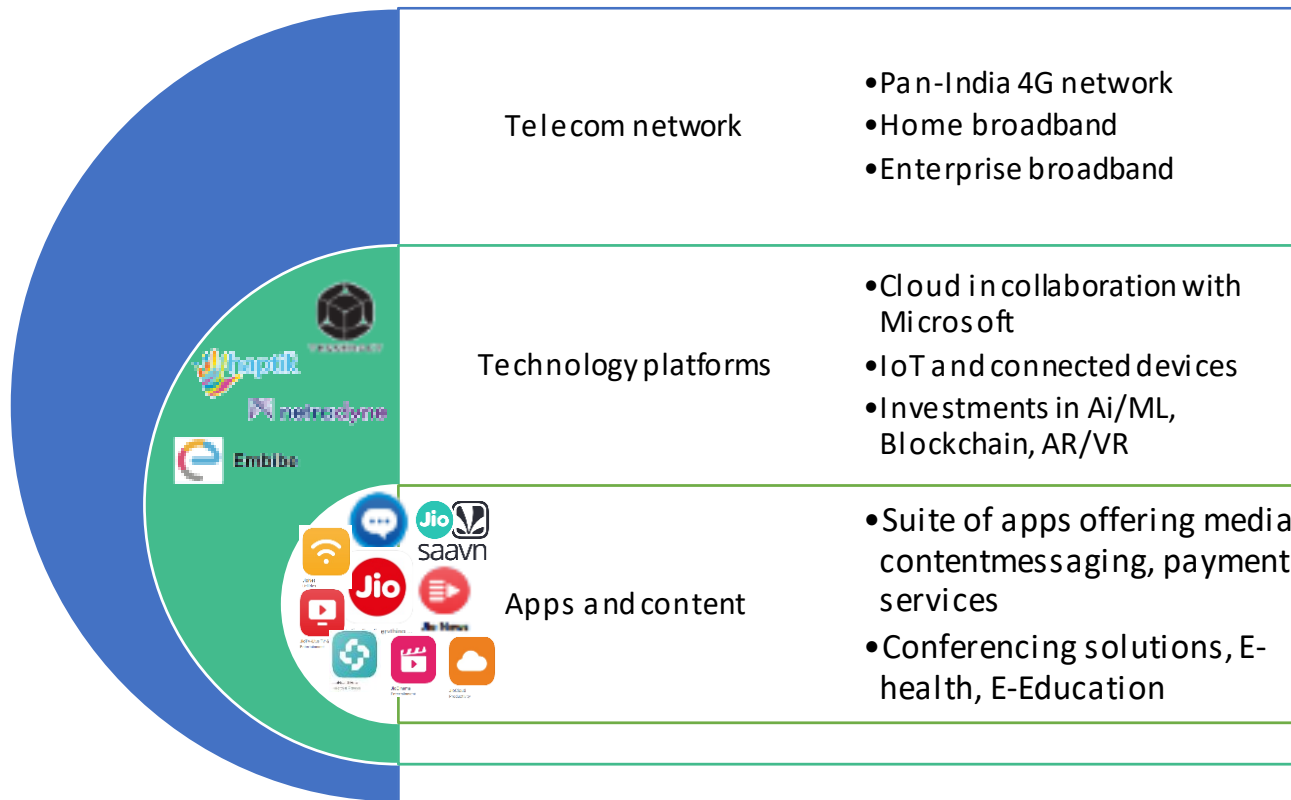 Telecom network
•Pan-India 4G network
•Home broadband
•Enterprise broadband
haptik
netradyne
Embibe
Technology platforms
•Cloud in collaboration with
Microsoft
•IoT and connected devices
•Investments in Ai/ML,
Blockchain, AR/VR
Jio
saavn
Jio
Jio News
Apps and content
•Suite of apps offering media
contentmessaging, payment
services
•Conferencing solutions, E-
health, E-Education